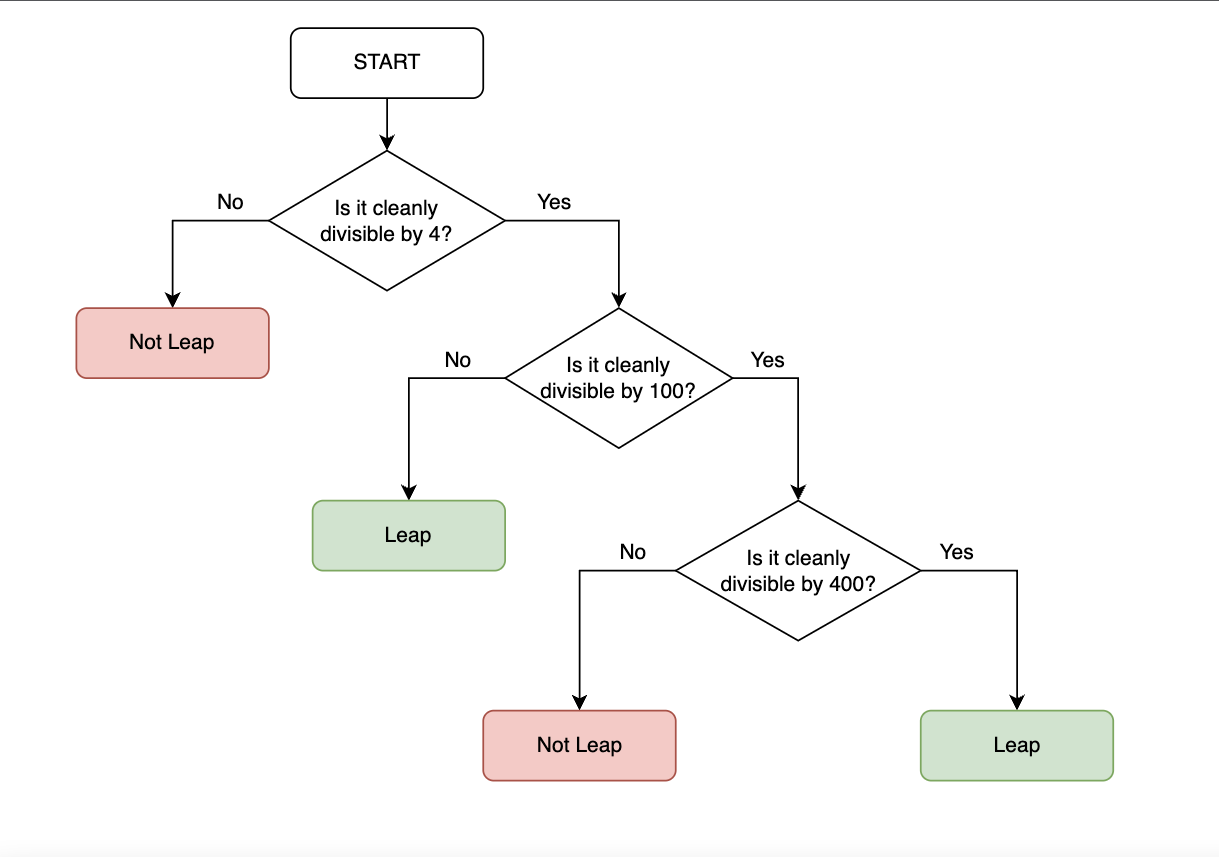 START
No
Yes
Is it cleanly
divisible by 4?
Not Leap
No
Yes
Is it cleanly
divisible by 100?
Leap
No
Yes
Is it cleanly
divisible by 400?
Not Leap
Leap